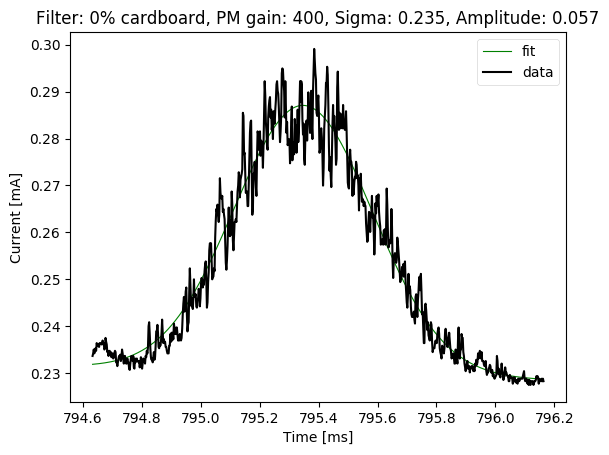 Filter: 0% cardboard, PM gain: 400, Sigma: 0.235, Amplitude: 0.057
fit
data
0.30
0.29
0.28
0.27
0.26
0.25
0.24
0.23
Current [mA]
794.6 794.8 795.0 795.2 795.4 795.6 795.8 796.0 796.2
Time [ms]